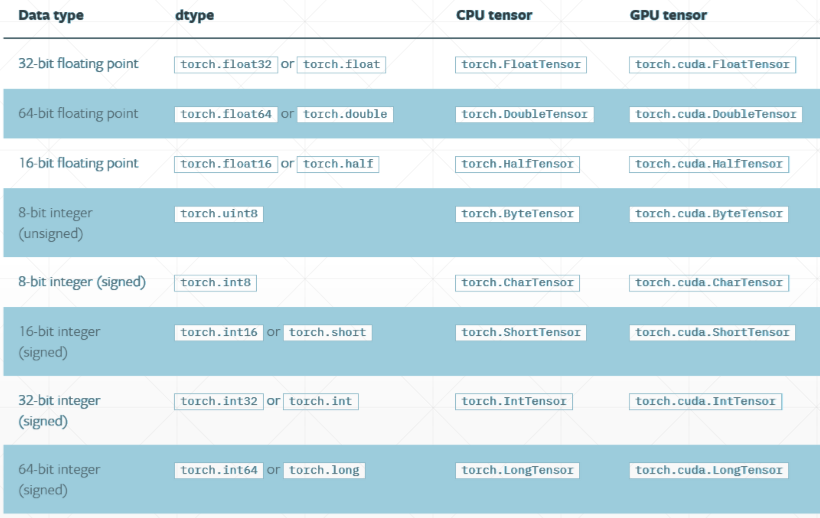 Data type dtype CPU tensor GPU tensor
32-bit floating point torch.float32 or torch.float torch.FloatTensor torch.cuda.FloatTensor
64-bit floating point torch.float64 or torch.double torch.DoubleTensor torch.cuda.DoubleTensor
16-bit floating point torch.float16 or torch.half torch.HalfTensor torch.cuda.HalfTensor
8-bit integer torch.uint8 torch.ByteTensor torch.cuda.ByteTensor
(unsigned)
8-bit integer (signed) torch.int8 torch.CharTensor torch.cuda.CharTensor
16-bit integer torch.int16 or torch.short torch.ShortTensor torch.cuda.ShortTensor
(signed)
32-bit integer torch.int32 or torch.int torch.IntTensor torch.cuda.IntTensor
(signed)
64-bit integer torch.int64 or torch.long torch.LongTensor torch.cuda.LongTensor
(signed)